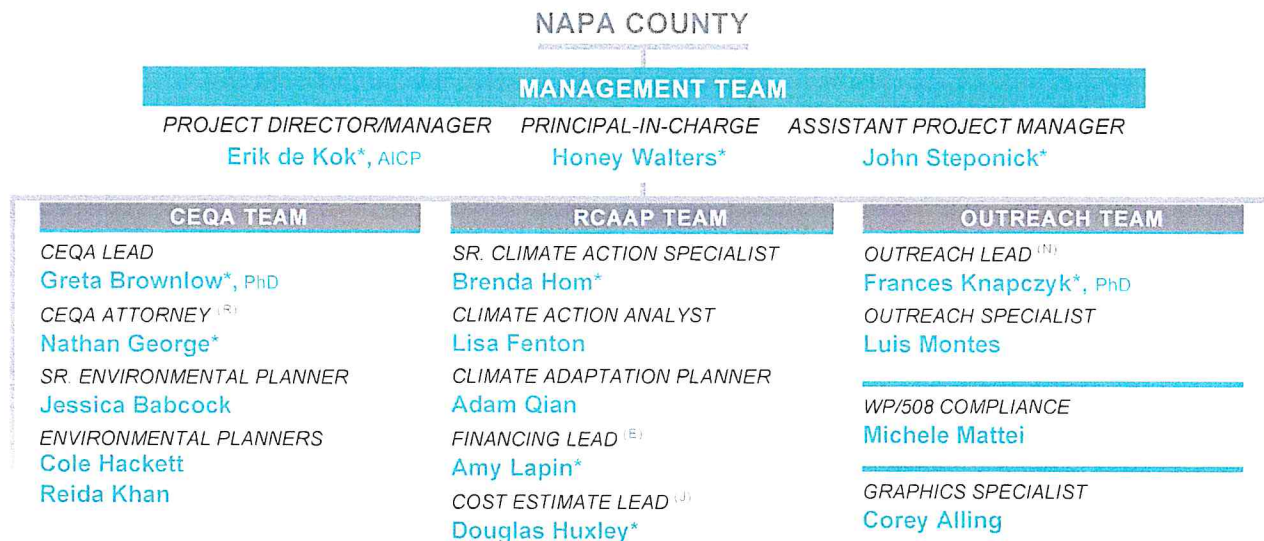 NAPA COUNTY
MANAGEMENT TEAM
PROJECT DIRECTOR/MANAGER
Erik de Kok*, AICP
PRINCIPAL-IN-CHARGE
Honey Walters*
ASSISTANT PROJECT MANAGER
John Steponick*
CEQA TEAM
CEQA LEAD
Greta Brownlow*, PhD
CEQA ATTORNEY (R)
Nathan George*
SR. ENVIRONMENTAL PLANNER
Jessica Babcock
ENVIRONMENTAL PLANNERS
Cole Hackett
Reida Khan
RCAAP TEAM
SR. CLIMATE ACTION SPECIALIST
Brenda Hom*
CLIMATE ACTION ANALYST
Lisa Fenton
CLIMATE ADAPTATION PLANNER
Adam Qian
FINANCING LEAD (E)
Amy Lapin*
COST ESTIMATE LEAD (J)
Douglas Huxley*
OUTREACH TEAM
OUTREACH LEAD (N)
Frances Knapczyk*, PhD
OUTREACH SPECIALIST
Luis Montes
WP/508 COMPLIANCE
Michele Mattei
GRAPHICS SPECIALIST
Corey Alling